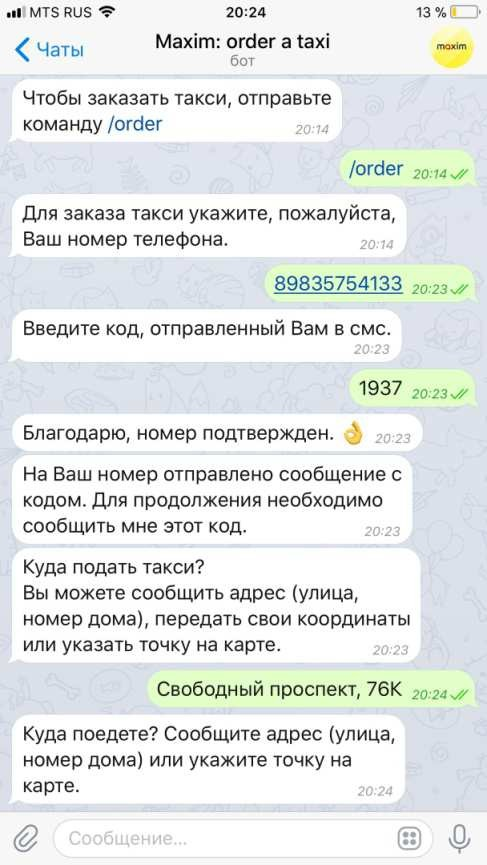 MTS RUS 20:24 13 %
Чаты Maxim: order a taxi maxim
бот
Чтобы заказать такси, отправьте
команду /order 20:14
/order 20:14
Для заказа такси укажите, пожалуйста,
Ваш номер телефона. 20:14
89835754133 20:23
Введите код, отправленный Вам в смс.
20:23
1937 20:23
Благодарю, номер подтвержден. 👌 20:23
На Ваш номер отправлено сообщение с
кодом. Для продолжения необходимо
сообщить мне этот код. 20:23
Куда подать такси?
Вы можете сообщить адрес (улица,
номер дома), передать свои координаты
или указать точку на карте. 20:23
Свободный проспект, 76К 20:24
Куда поедете? Сообщите адрес (улица,
номер дома) или укажите точку на
карте. 20:24
Сообщение...